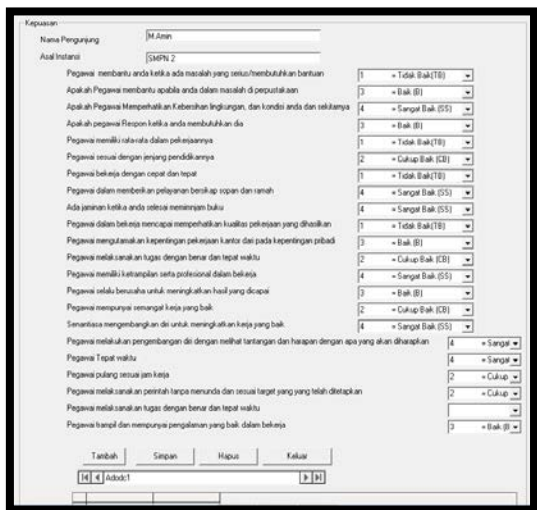 Kepuasan
Nama Pengunjung M.Amin
Asal Instansi SMPN 2
Pegawai membantu anda ketika ada masalah yang serius/membutuhkan bantuan 1 = Tidak Baik(TB)
Apakah Pegawai membantu apabila anda dalam masalah di perpustakaan 3 = Baik (B)
Apakah Pegawai Memperhatikan Kebersihan lingkungan, dan kondisi anda dan sekitarnya 4 = Sangat Baik (SS)
Apakah pegawai Respon ketika anda membutuhkan dia 3 = Baik (B)
Pegawai memiliki rata-rata dalam pekerjaannya 1 = Tidak Baik(TB)
Pegawai sesuai dengan jenjang pendidikannya 2 = Cukup Baik (CB)
Pegawai bekerja dengan cepat dan tepat 1 = Tidak Baik(TB)
Pegawai dalam memberikan pelayanan bersikap sopan dan ramah 4 = Sangat Baik (SS)
Ada jaminan ketika anda selesai meminnjam buku 4 = Sangat Baik (SS)
Pegawai dalam bekerja mencapai memperhatikan kualitas pekerjaan yang dihasilkan 1 = Tidak Baik(TB)
Pegawai mengutamakan kepentingan pekerjaan kantor dari pada kepentingan pribadi 3 = Baik (B)
Pegawai melaksanakan tugas dengan benar dan tepat waktu 2 = Cukup Baik (CB)
Pegawai memiliki ketrampilan serta profesional dalam bekerja 4 = Sangat Baik (SS)
Pegawai selalu berusaha untuk meningkatkan hasil yang dicapai 3 = Baik (B)
Pegawai mempunyai semangat kerja yang baik 2 = Cukup Baik (CB)
Senantiasa mengembangkan diri untuk meningkatkan kerja yang baik 4 = Sangat Baik (SS)
Pegawai melakukan pengembangan diri dengan melihat tantangan dan harapan dengan apa yang akan diharapkan 4 = Sangat
Pegawai Tepat waktu 4 = Sangat
Pegawai pulang sesuai jam kerja 2 = Cukup
Pegawai melaksanakan perintah tanpa menunda dan sesuai target yang yang telah ditetapkan 2 = Cukup
Pegawai melaksanakan tugas dengan benar dan tepat waktu
Pegawai trampil dan mempunyai pengalaman yang baik dalam bekerja 3 = Baik (B
Tambah Simpan Hapus Keluar
Adodc1